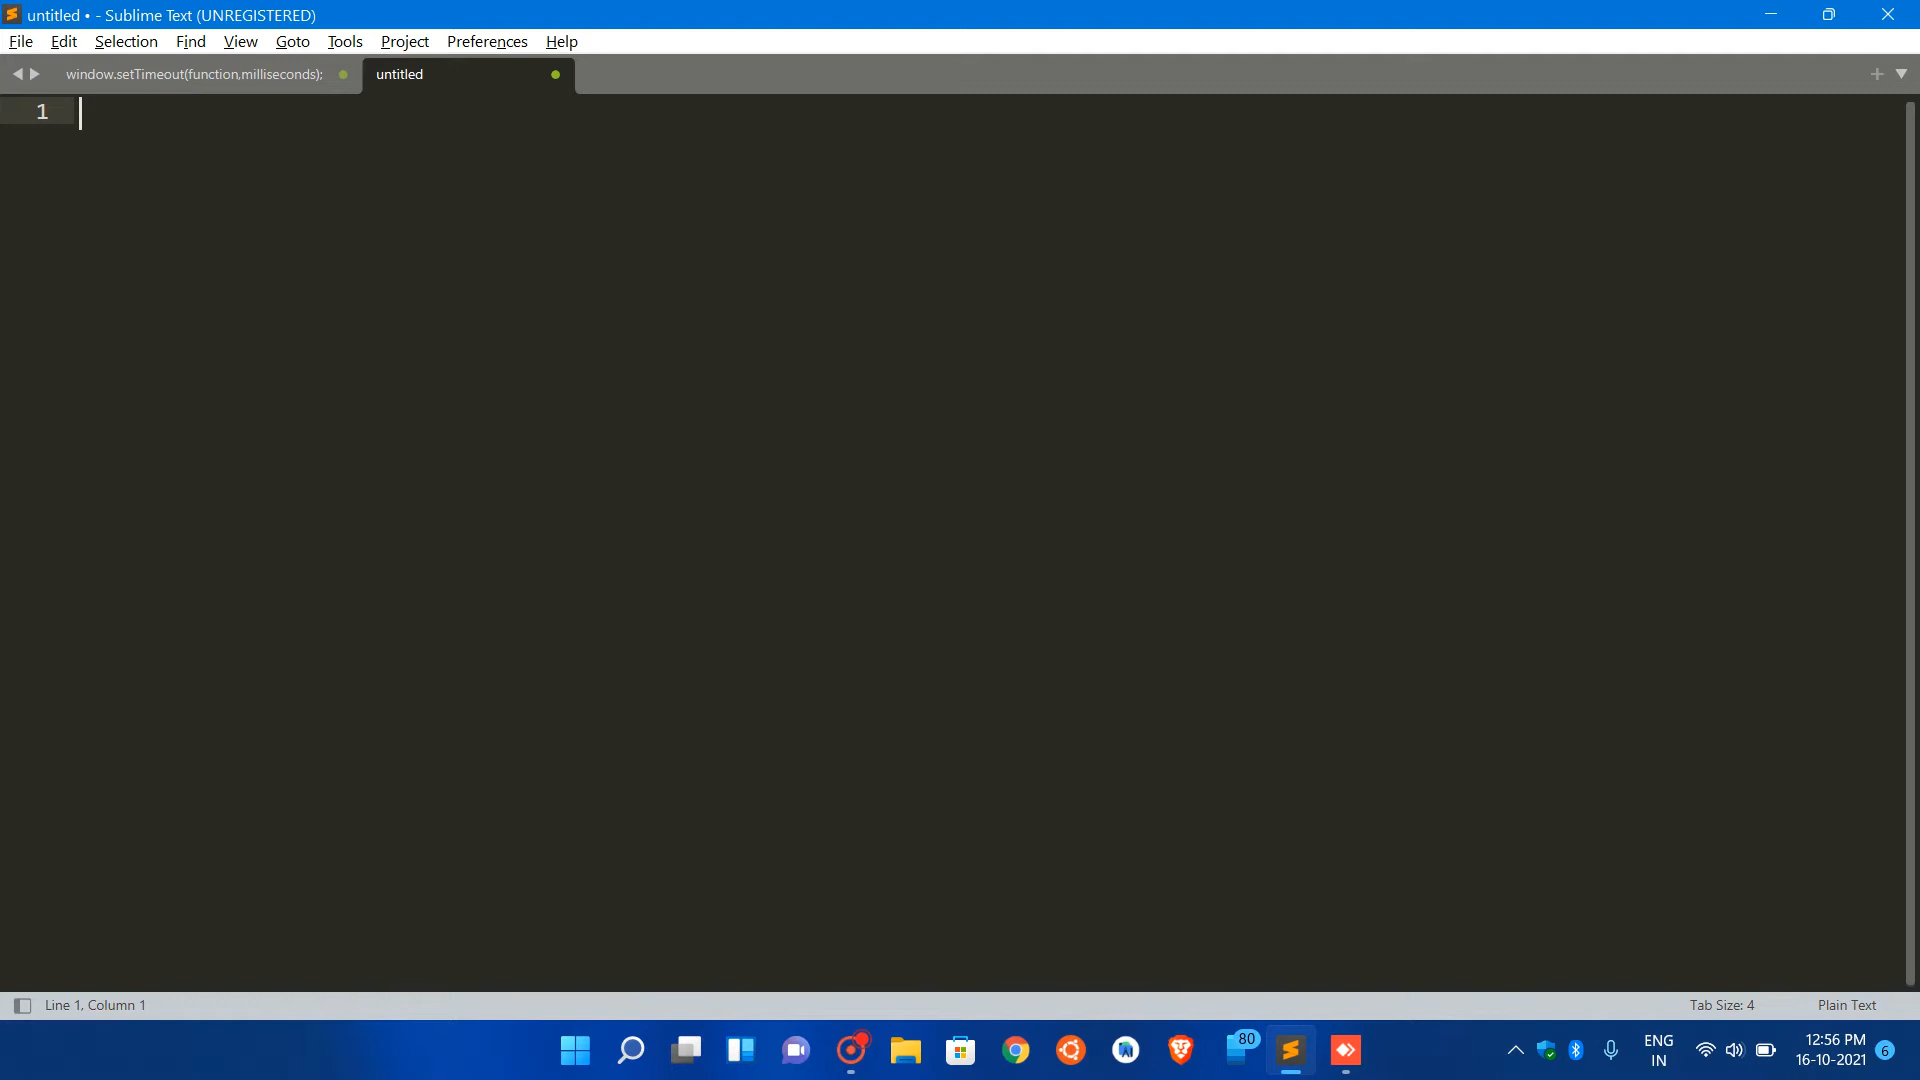 untitled • - Sublime Text (UNREGISTERED)
File Edit Selection Find View Goto Tools Project Preferences Help
window.setTimeout(function,milliseconds); untitled
1
Line 1, Column 1 Tab Size: 4 Plain Text
80
ENG
IN
12:56 PM
16-10-2021
6